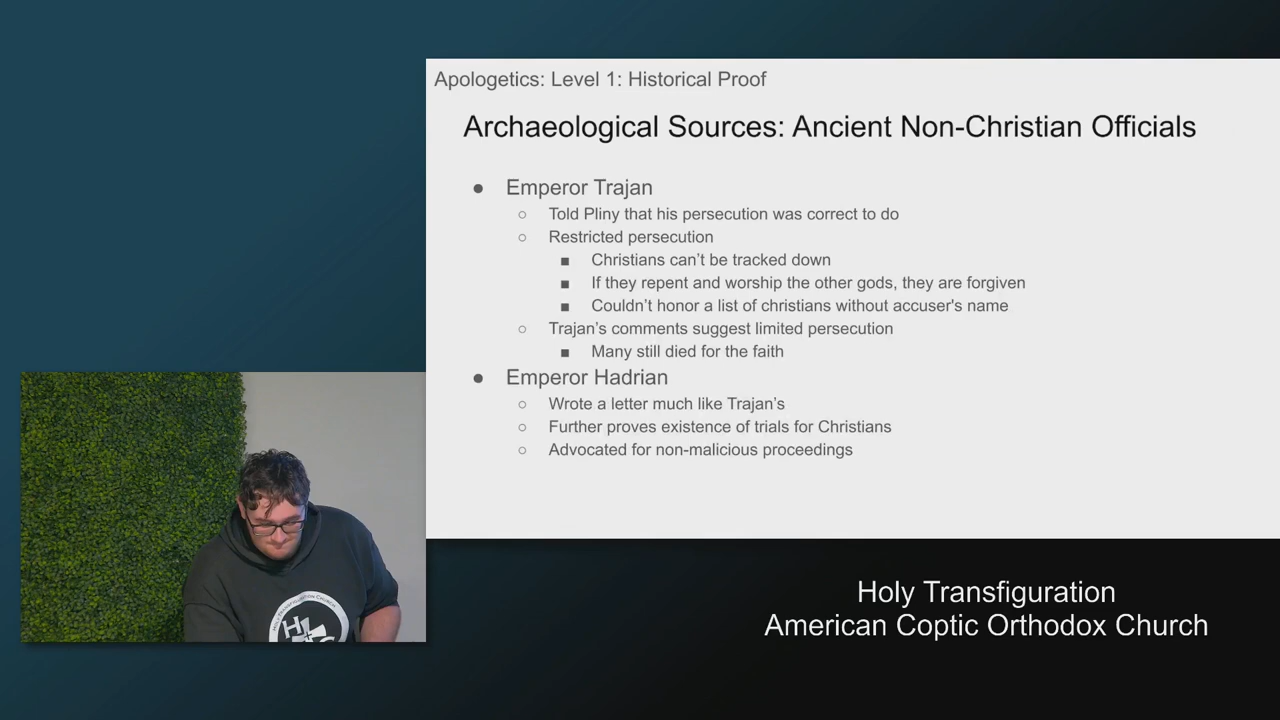 Apologetics: Level 1: Historical Proof
Archaeological Sources: Ancient Non-Christian Officials
● Emperor Trajan
○ Told Pliny that his persecution was correct to do
○ Restricted persecution
■ Christians can’t be tracked down
■ If they repent and worship the other gods, they are forgiven
■ Couldn’t honor a list of christians without accuser's name
○ Trajan’s comments suggest limited persecution
■ Many still died for the faith
● Emperor Hadrian
○ Wrote a letter much like Trajan’s
○ Further proves existence of trials for Christians
○ Advocated for non-malicious proceedings
Holy Transfiguration
American Coptic Orthodox Church